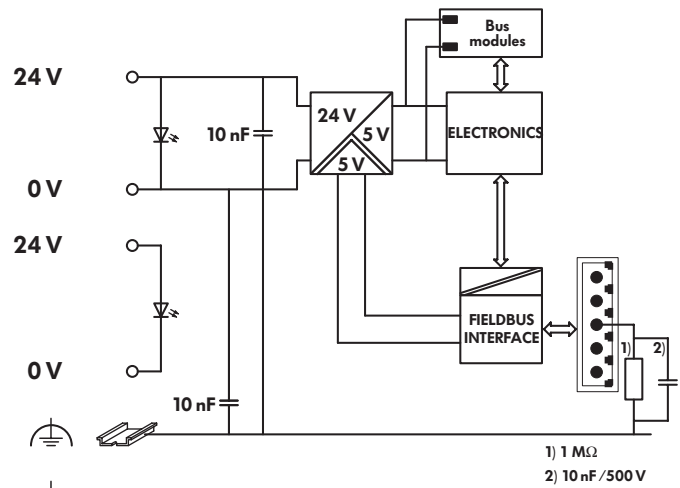 Bus
modules
24 V
10 nF
24 V
5 V
5 V
ELECTRONICS
0 V
24 V
FIELDBUS
INTERFACE
1)
2)
0 V
10 nF
1) 1 MΩ
2) 10 nF/500 V